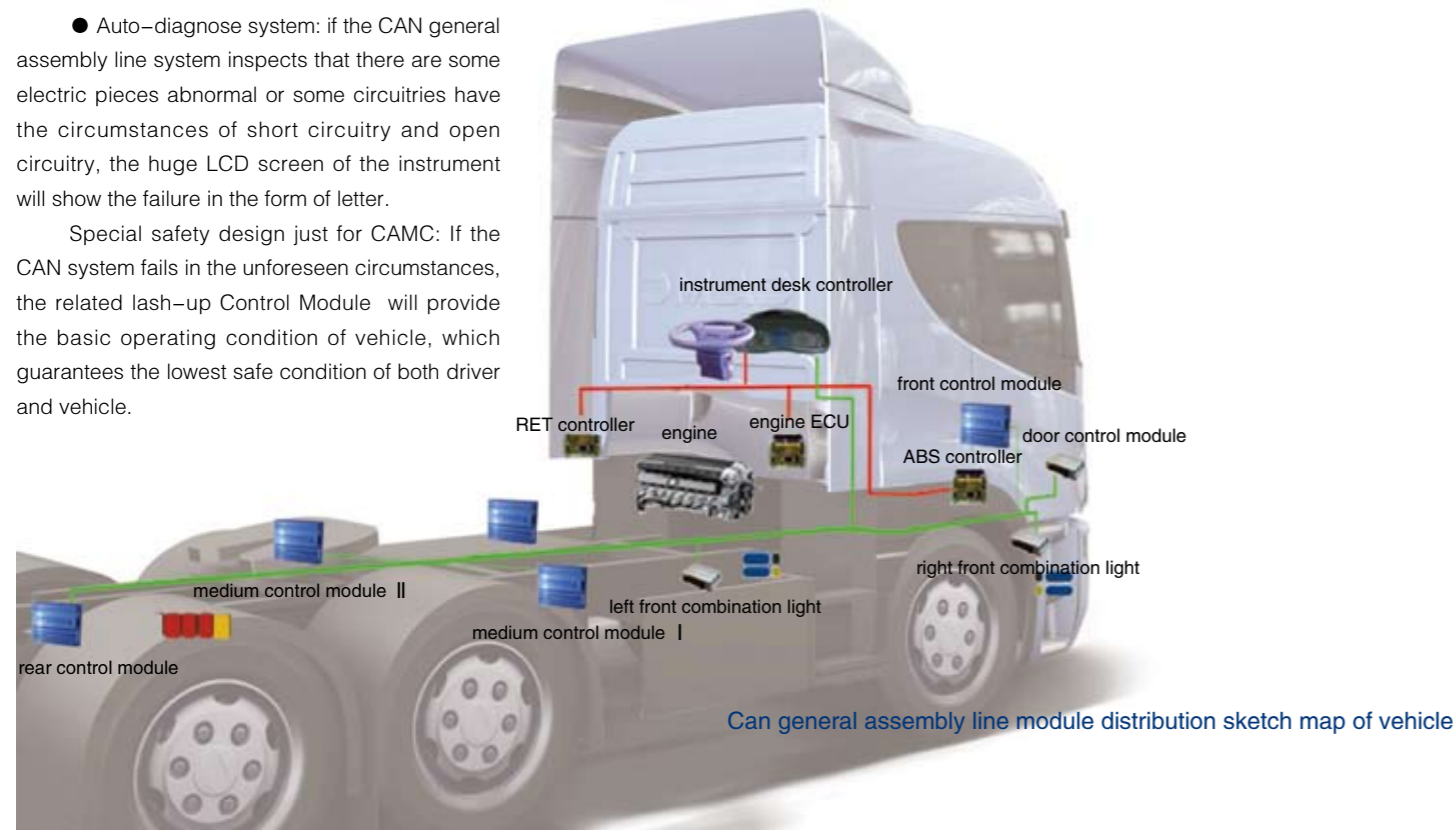 ● Auto-diagnose system: if the CAN general
assembly line system inspects that there are some
electric pieces abnormal or some circuitries have
the circumstances of short circuitry and open
circuitry, the huge LCD screen of the instrument
will show the failure in the form of letter.
Special safety design just for CAMC: If the
CAN system fails in the unforeseen circumstances,
the related lash-up Control Module will provide
the basic operating condition of vehicle, which
guarantees the lowest safe condition of both driver
and vehicle.
instrument desk controller
front control module
RET controller
engine
engine ECU
door control module
ABS controller
right front combination light
medium control module II
left front combination light
medium control module I
rear control module
Can general assembly line module distribution sketch map of vehicle